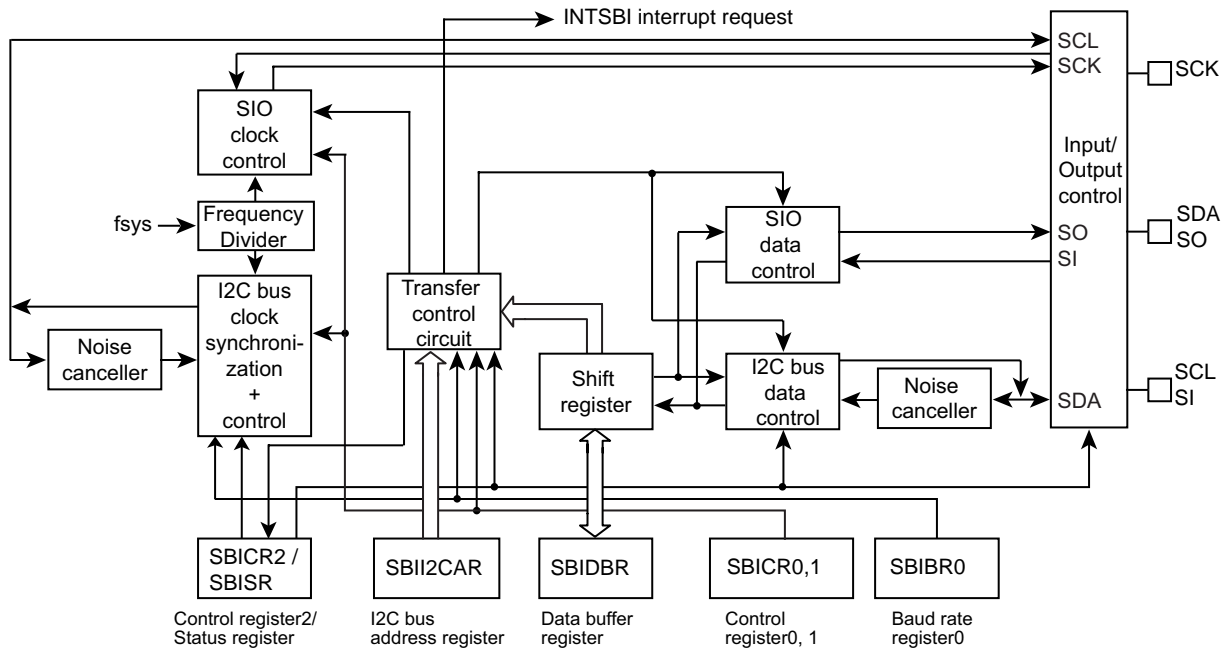 INTSBI interrupt request
SCL
SCK
SCK
SIO
clock
control
Input/
Output
control
fsys
Frequency
Divider
SIO
data
control
SO
SI
SDA
SO
I2C bus
clock
synchroni-
zation
+
control
Transfer
control
circuit
Noise
canceller
Shift
register
I2C bus
data
control
Noise
canceller
SDA
SCL
SI
SBICR2 /
SBISR
SBII2CAR
SBIDBR
SBICR0,1
SBIBR0
Control register2/
Status register
I2C bus
address register
Data buffer
register
Control
register0, 1
Baud rate
register0